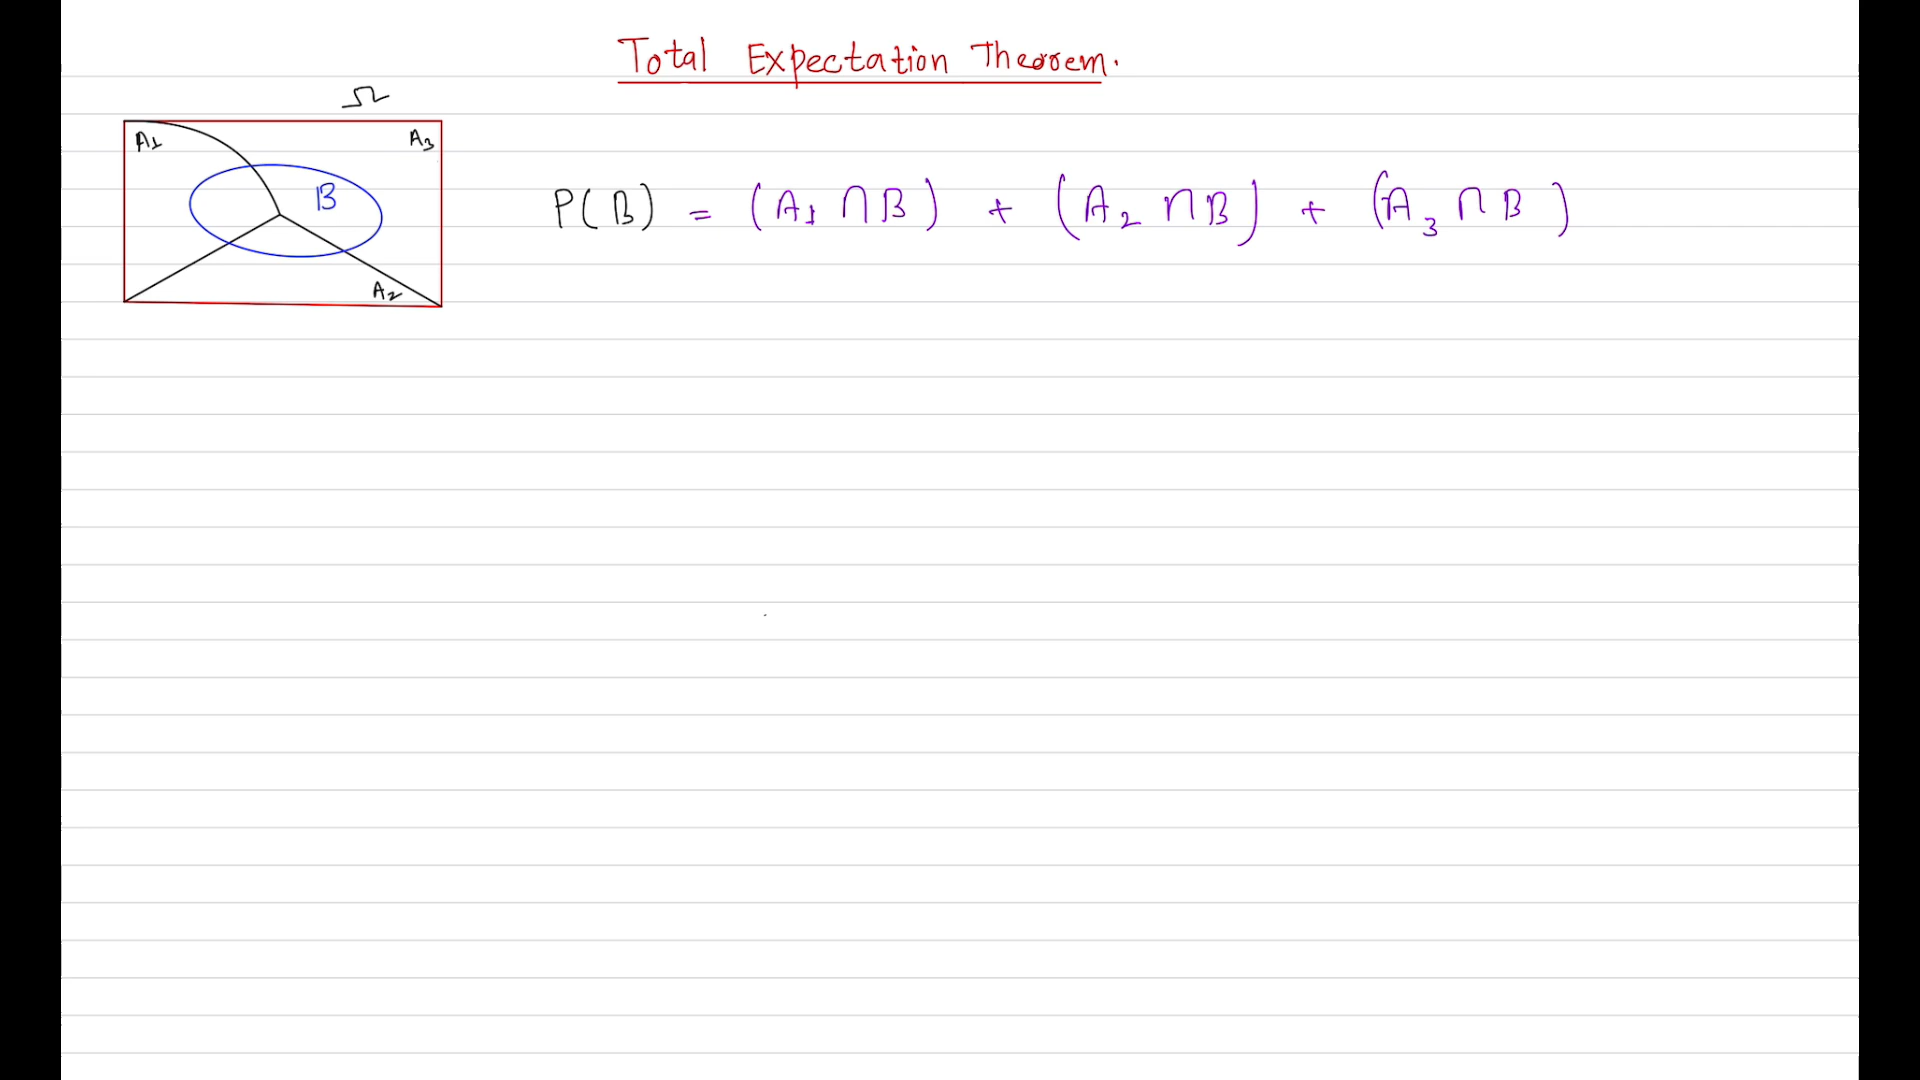 Total Expectation Theorem.
Ω
A1 A3
B
A2
P(B) = (A1 ∩ B) + (A2 ∩ B) + (A3 ∩ B)